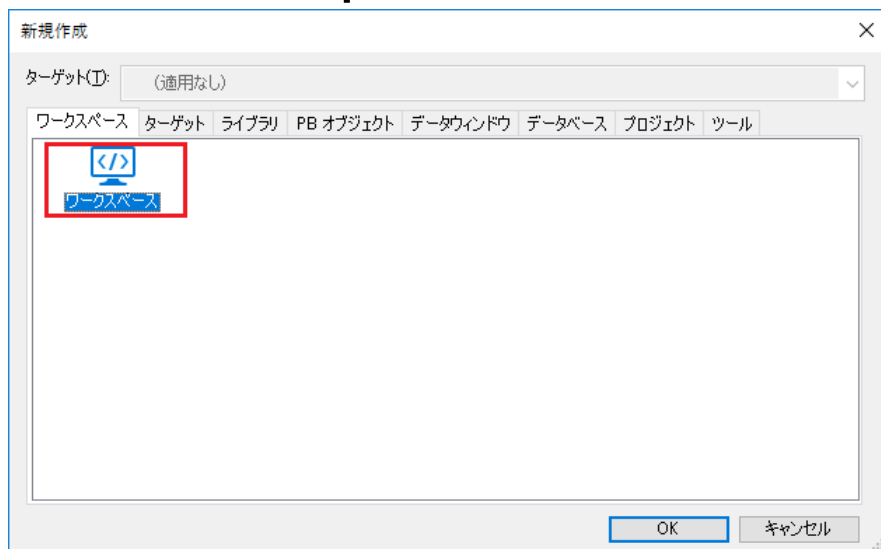 新規作成
ターゲット(T): (適用なし)
ワークスペース ターゲット ライブラリ PB オブジェクト データウィンドウ データベース プロジェクト ツール
</>
ワークスペース
OK キャンセル